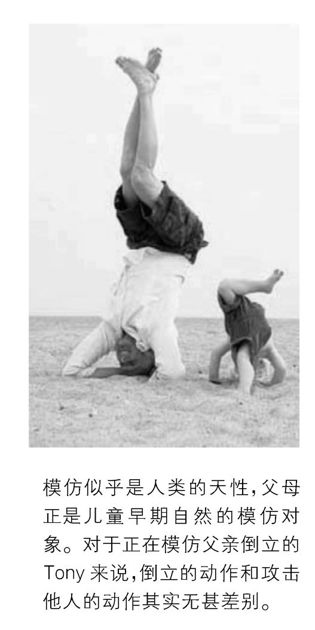 模仿似乎是人类的天性，父母
正是儿童早期自然的模仿对
象。对于正在模仿父亲倒立的
Tony 来说，倒立的动作和攻击
他人的动作其实无甚差别。